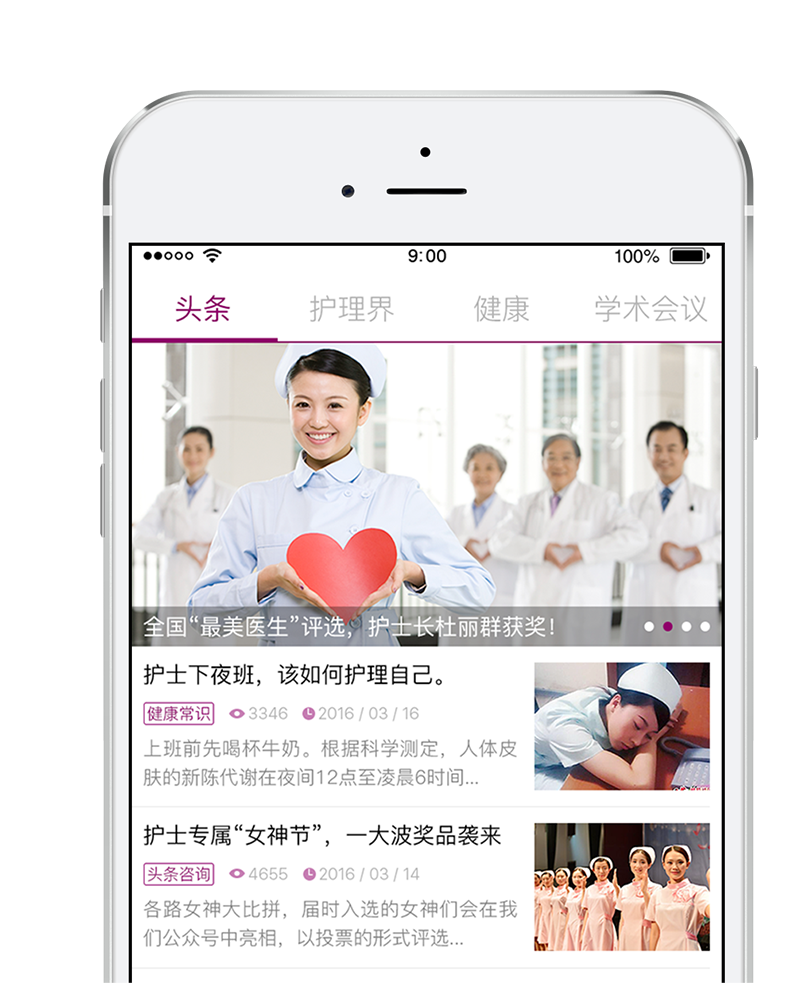 9:00
100%
头条
护理界
健康
学术会议
全国“最美医生”评选，护士长杜丽群获奖！
护士下夜班，该如何护理自己。
健康常识
3346
2016 / 03 / 16
上班前先喝杯牛奶。根据科学测定，人体皮
肤的新陈代谢在夜间12点至凌晨6时间...
护士专属“女神节”，一大波奖品袭来
头条咨询
4655
2016 / 03 / 14
各路女神大比拼，届时入选的女神们会在我
们公众号中亮相，以投票的形式评选...